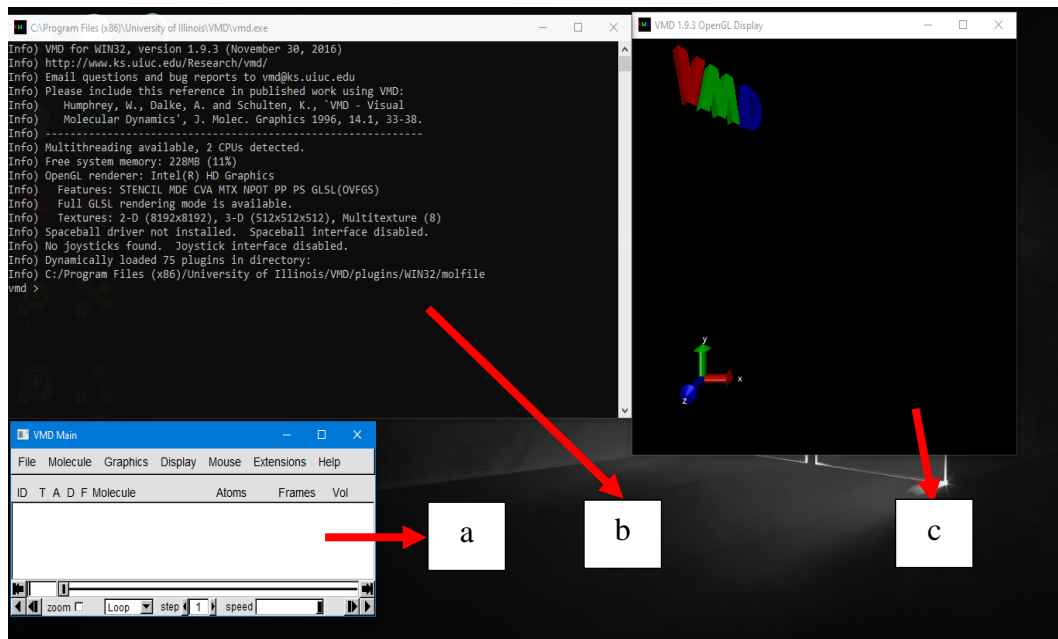 C:\Program Files (x86)\University of Illinois\VMD\vmd.exe
Info) VMD for WIN32, version 1.9.3 (November 30, 2016)
Info) http://www.ks.uiuc.edu/Research/vmd/
Info) Email questions and bug reports to vmd@ks.uiuc.edu
Info) Please include this reference in published work using VMD:
Info)    Humphrey, W., Dalke, A. and Schulten, K., `VMD - Visual
Info)    Molecular Dynamics', J. Molec. Graphics 1996, 14.1, 33-38.
Info) -------------------------------------------------------------
Info) Multithreading available, 2 CPUs detected.
Info) Free system memory: 228MB (11%)
Info) OpenGL renderer: Intel(R) HD Graphics
Info)   Features: STENCIL MDE CVA MTX NPOT PP PS GLSL(OVFGS)
Info)   Full GLSL rendering mode is available.
Info)   Textures: 2-D (8192x8192), 3-D (512x512x512), Multitexture (8)
Info) Spaceball driver not installed.  Spaceball interface disabled.
Info) No joysticks found.  Joystick interface disabled.
Info) Dynamically loaded 75 plugins in directory:
Info) C:/Program Files (x86)/University of Illinois/VMD/plugins/WIN32/molfile
vmd >
VMD 1.9.3 OpenGL Display
VMD
y
x
z
VMD Main
File Molecule Graphics Display Mouse Extensions Help
ID T A D F Molecule Atoms Frames Vol
zoom Loop step 1 speed
a
b
c